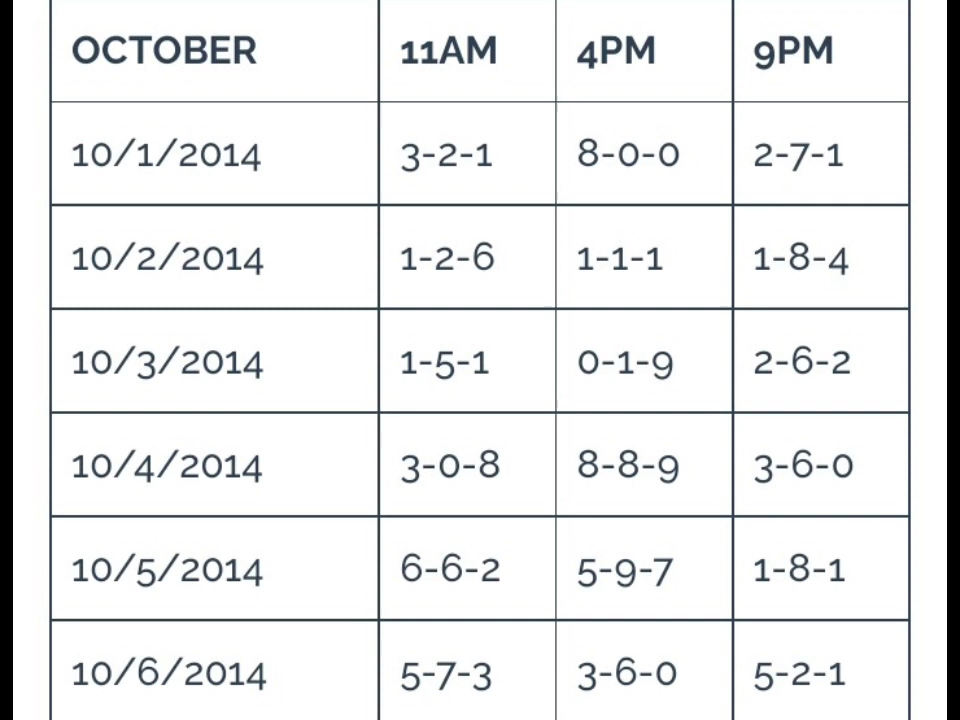 OCTOBER 11AM 4PM 9PM
10/1/2014 3-2-1 8-0-0 2-7-1
10/2/2014 1-2-6 1-1-1 1-8-4
10/3/2014 1-5-1 0-1-9 2-6-2
10/4/2014 3-0-8 8-8-9 3-6-0
10/5/2014 6-6-2 5-9-7 1-8-1
10/6/2014 5-7-3 3-6-0 5-2-1